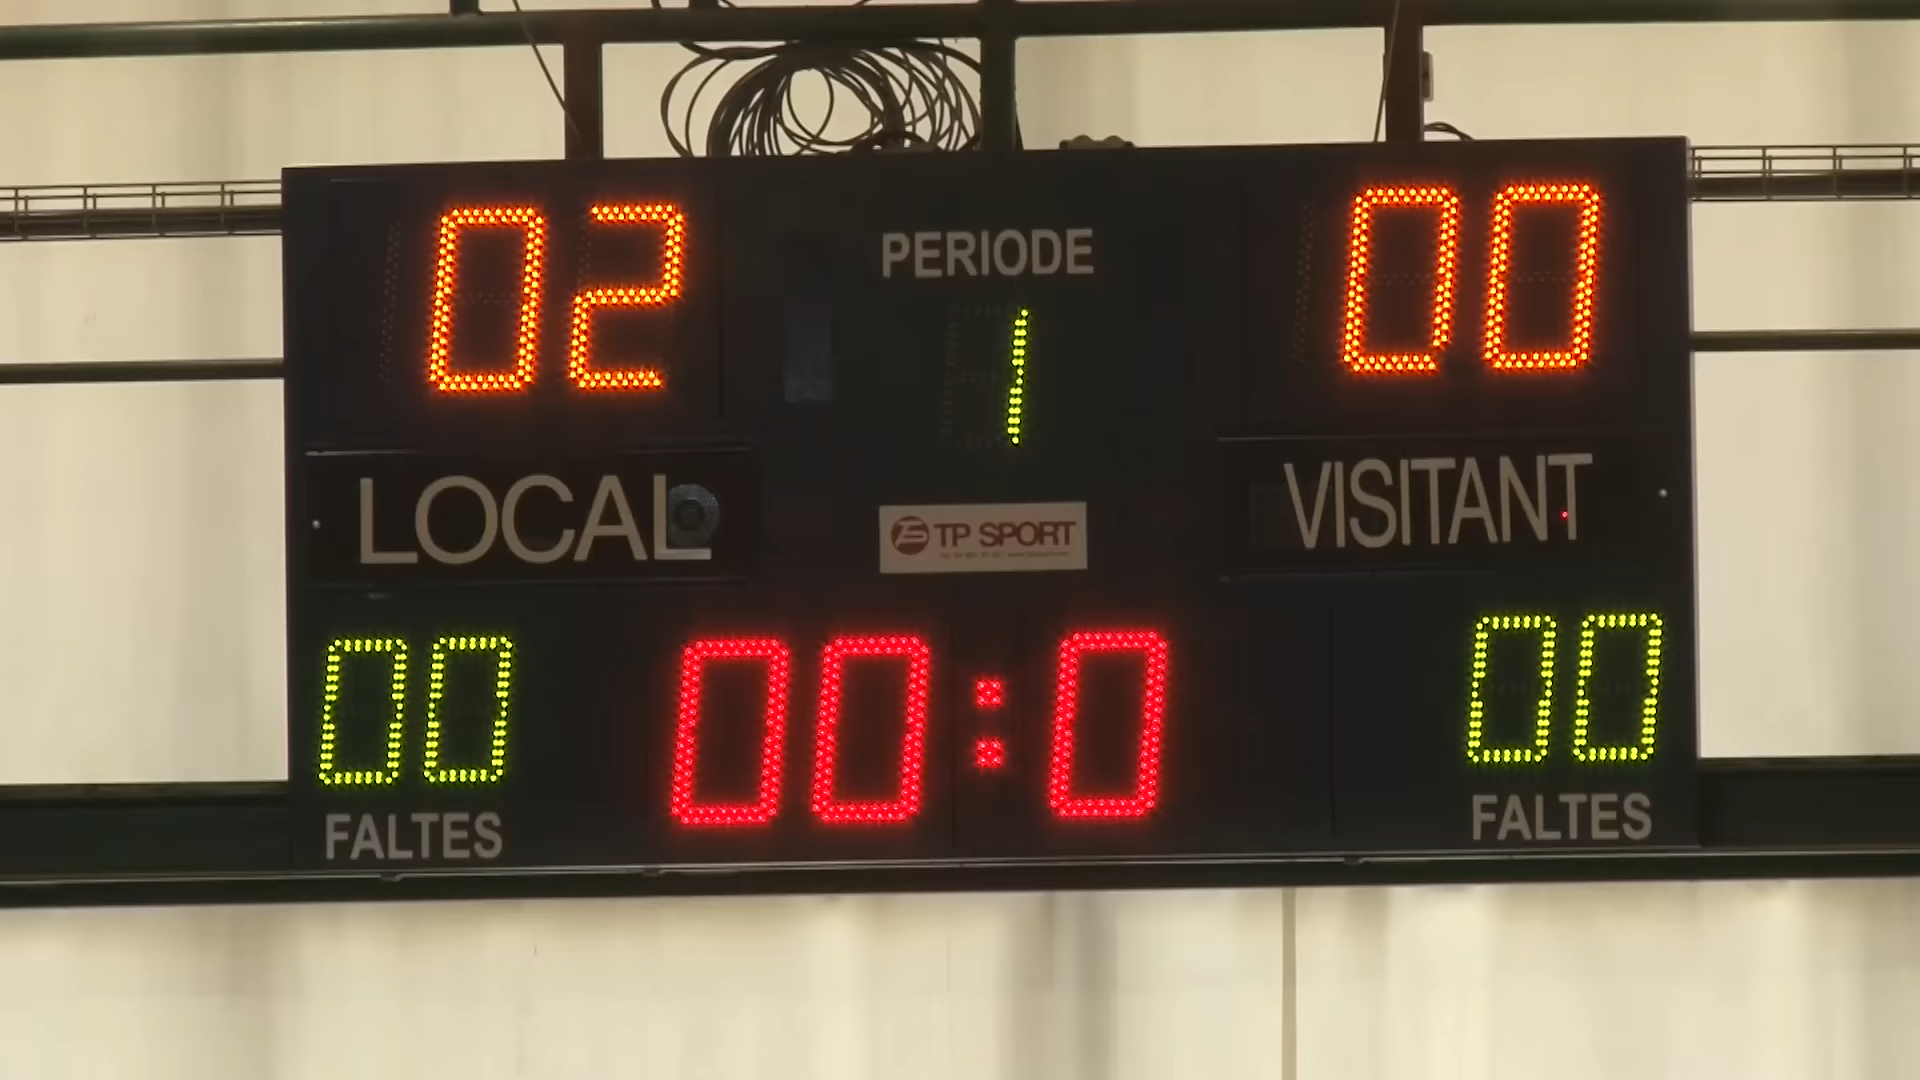 02 PERIODE 00
1
LOCAL VISITANT
TP SPORT
00 00:0 00
FALTES FALTES